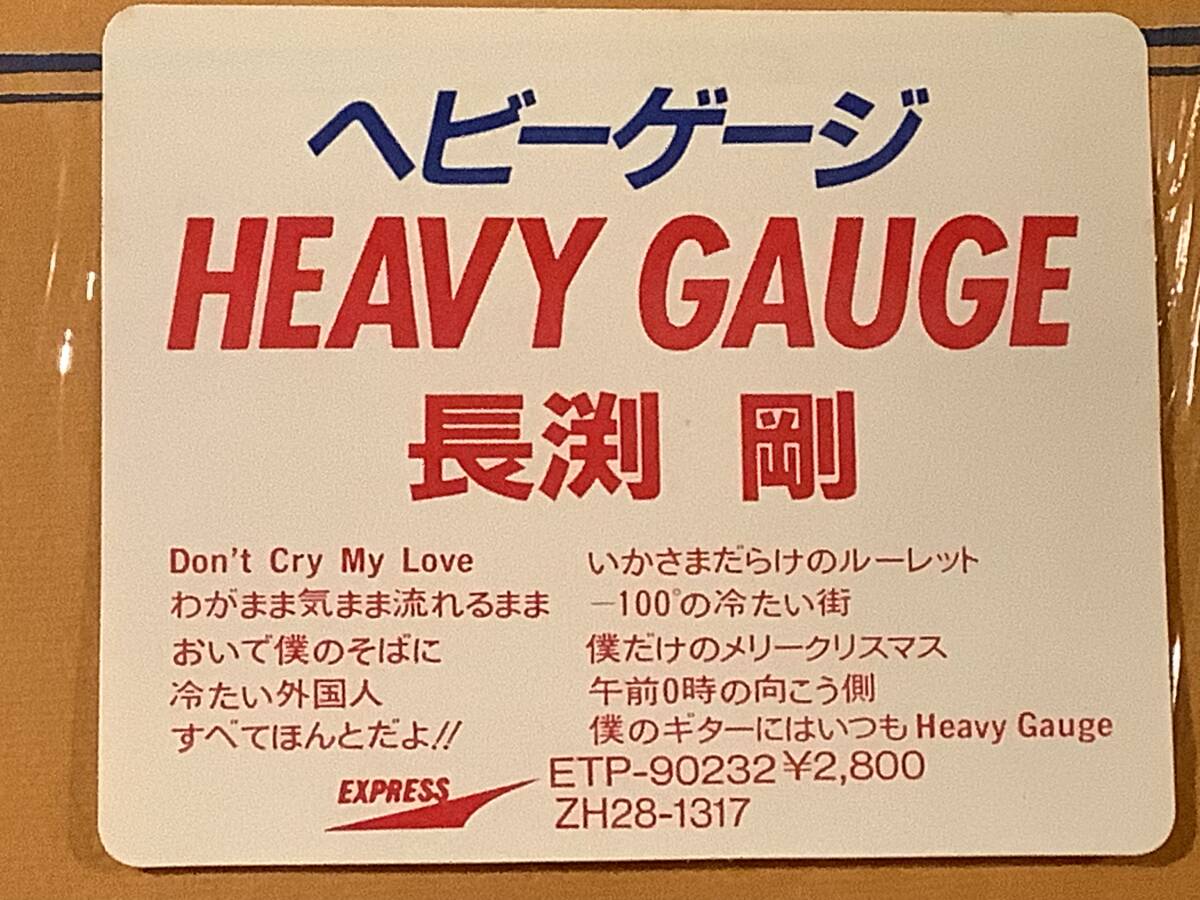 ヘビーゲージ
HEAVY GAUGE
長渕 剛
Don't Cry My Love
わがまま気まま流れるまま
おいで僕のそばに
冷たい外国人
すべてほんとだよ!!
いかさまだらけのルーレット
-100°の冷たい街
僕だけのメリークリスマス
午前0時の向こう側
僕のギターにはいつもHeavy Gauge
EXPRESS
ETP-90232 ¥2,800
ZH28-1317